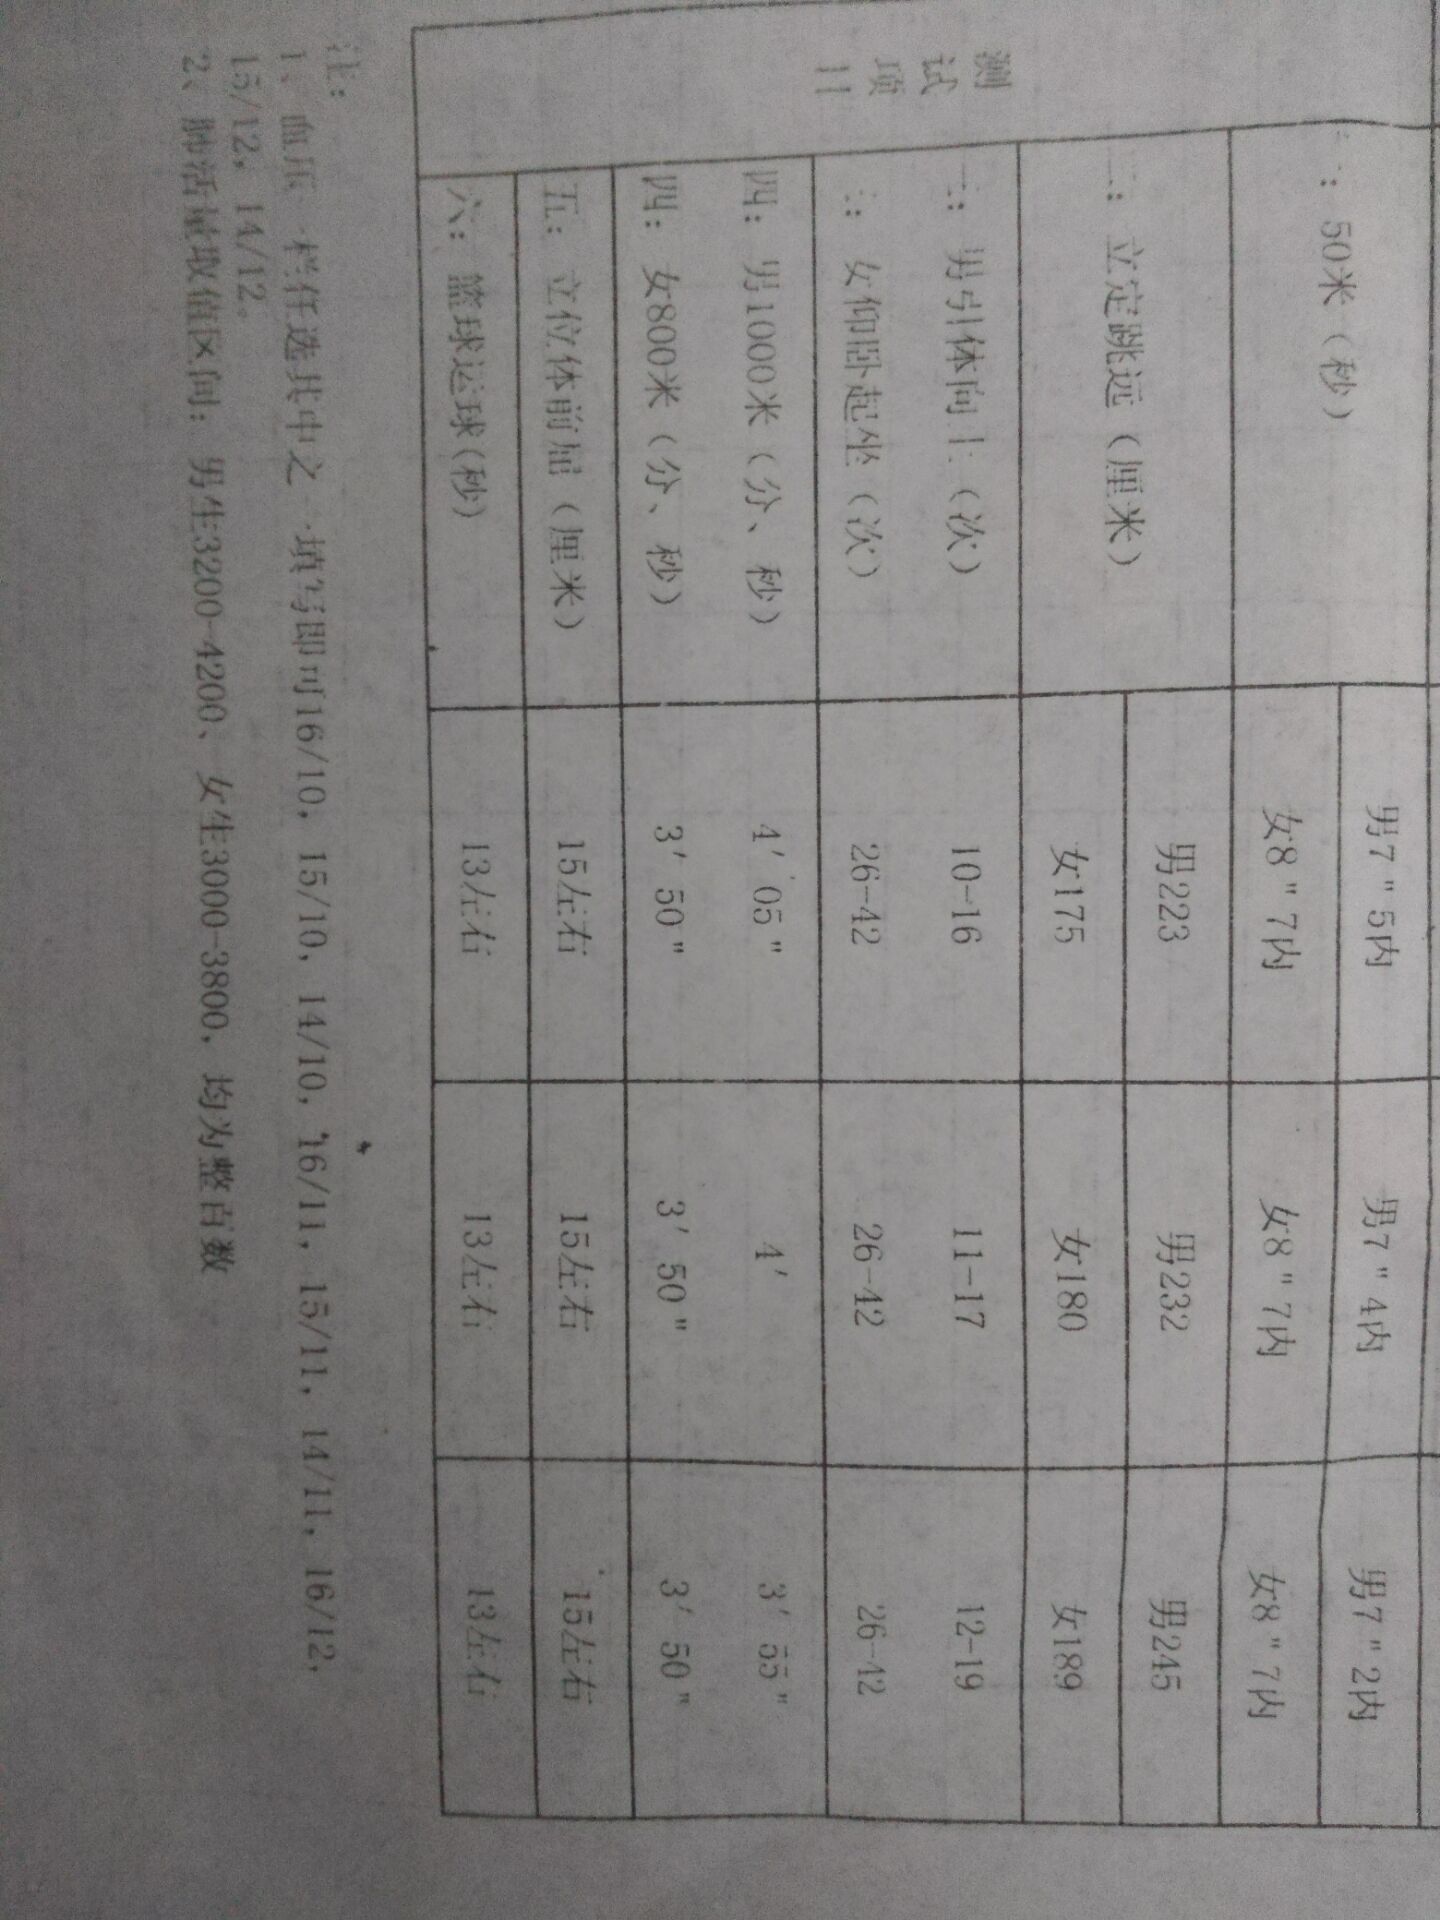 测试项目
一：50米（秒） 男7"5内 男7"4内 男7"2内
女8"7内 女8"7内 女8"7内
二：立定跳远（厘米） 男223 男232 男245
女175 女180 女189
三：男引体向上（次） 10-16 11-17 12-19
三：女仰卧起坐（次） 26-42 26-42 26-42
四：男1000米（分、秒） 4′05" 4′ 3′55"
四：女800米（分、秒） 3′50" 3′50" 3′50"
五：立位体前屈（厘米） 15左右 15左右 15左右
六：篮球运球(秒) 13左右 13左右 13左右
注：
1、血压一栏任选其中之一填写即可16/10，15/10，14/10，16/11，15/11，14/11，16/12，
15/12，14/12。
2、肺活量取值区间：男生3200-4200、女生3000-3800，均为整百数